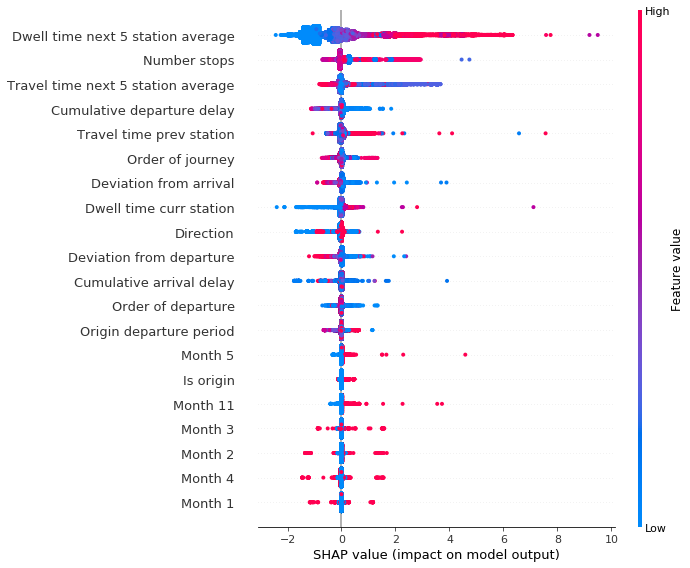 High
Dwell time next 5 station average
Number stops
Travel time next 5 station average
Cumulative departure delay
Travel time prev station
Order of journey
Deviation from arrival
Dwell time curr station
Direction
Deviation from departure
Cumulative arrival delay
Order of departure
Origin departure period
Month 5
Is origin
Month 11
Month 3
Month 2
Month 4
Month 1
Feature value
Low
−2 0 2 4 6 8 10
SHAP value (impact on model output)